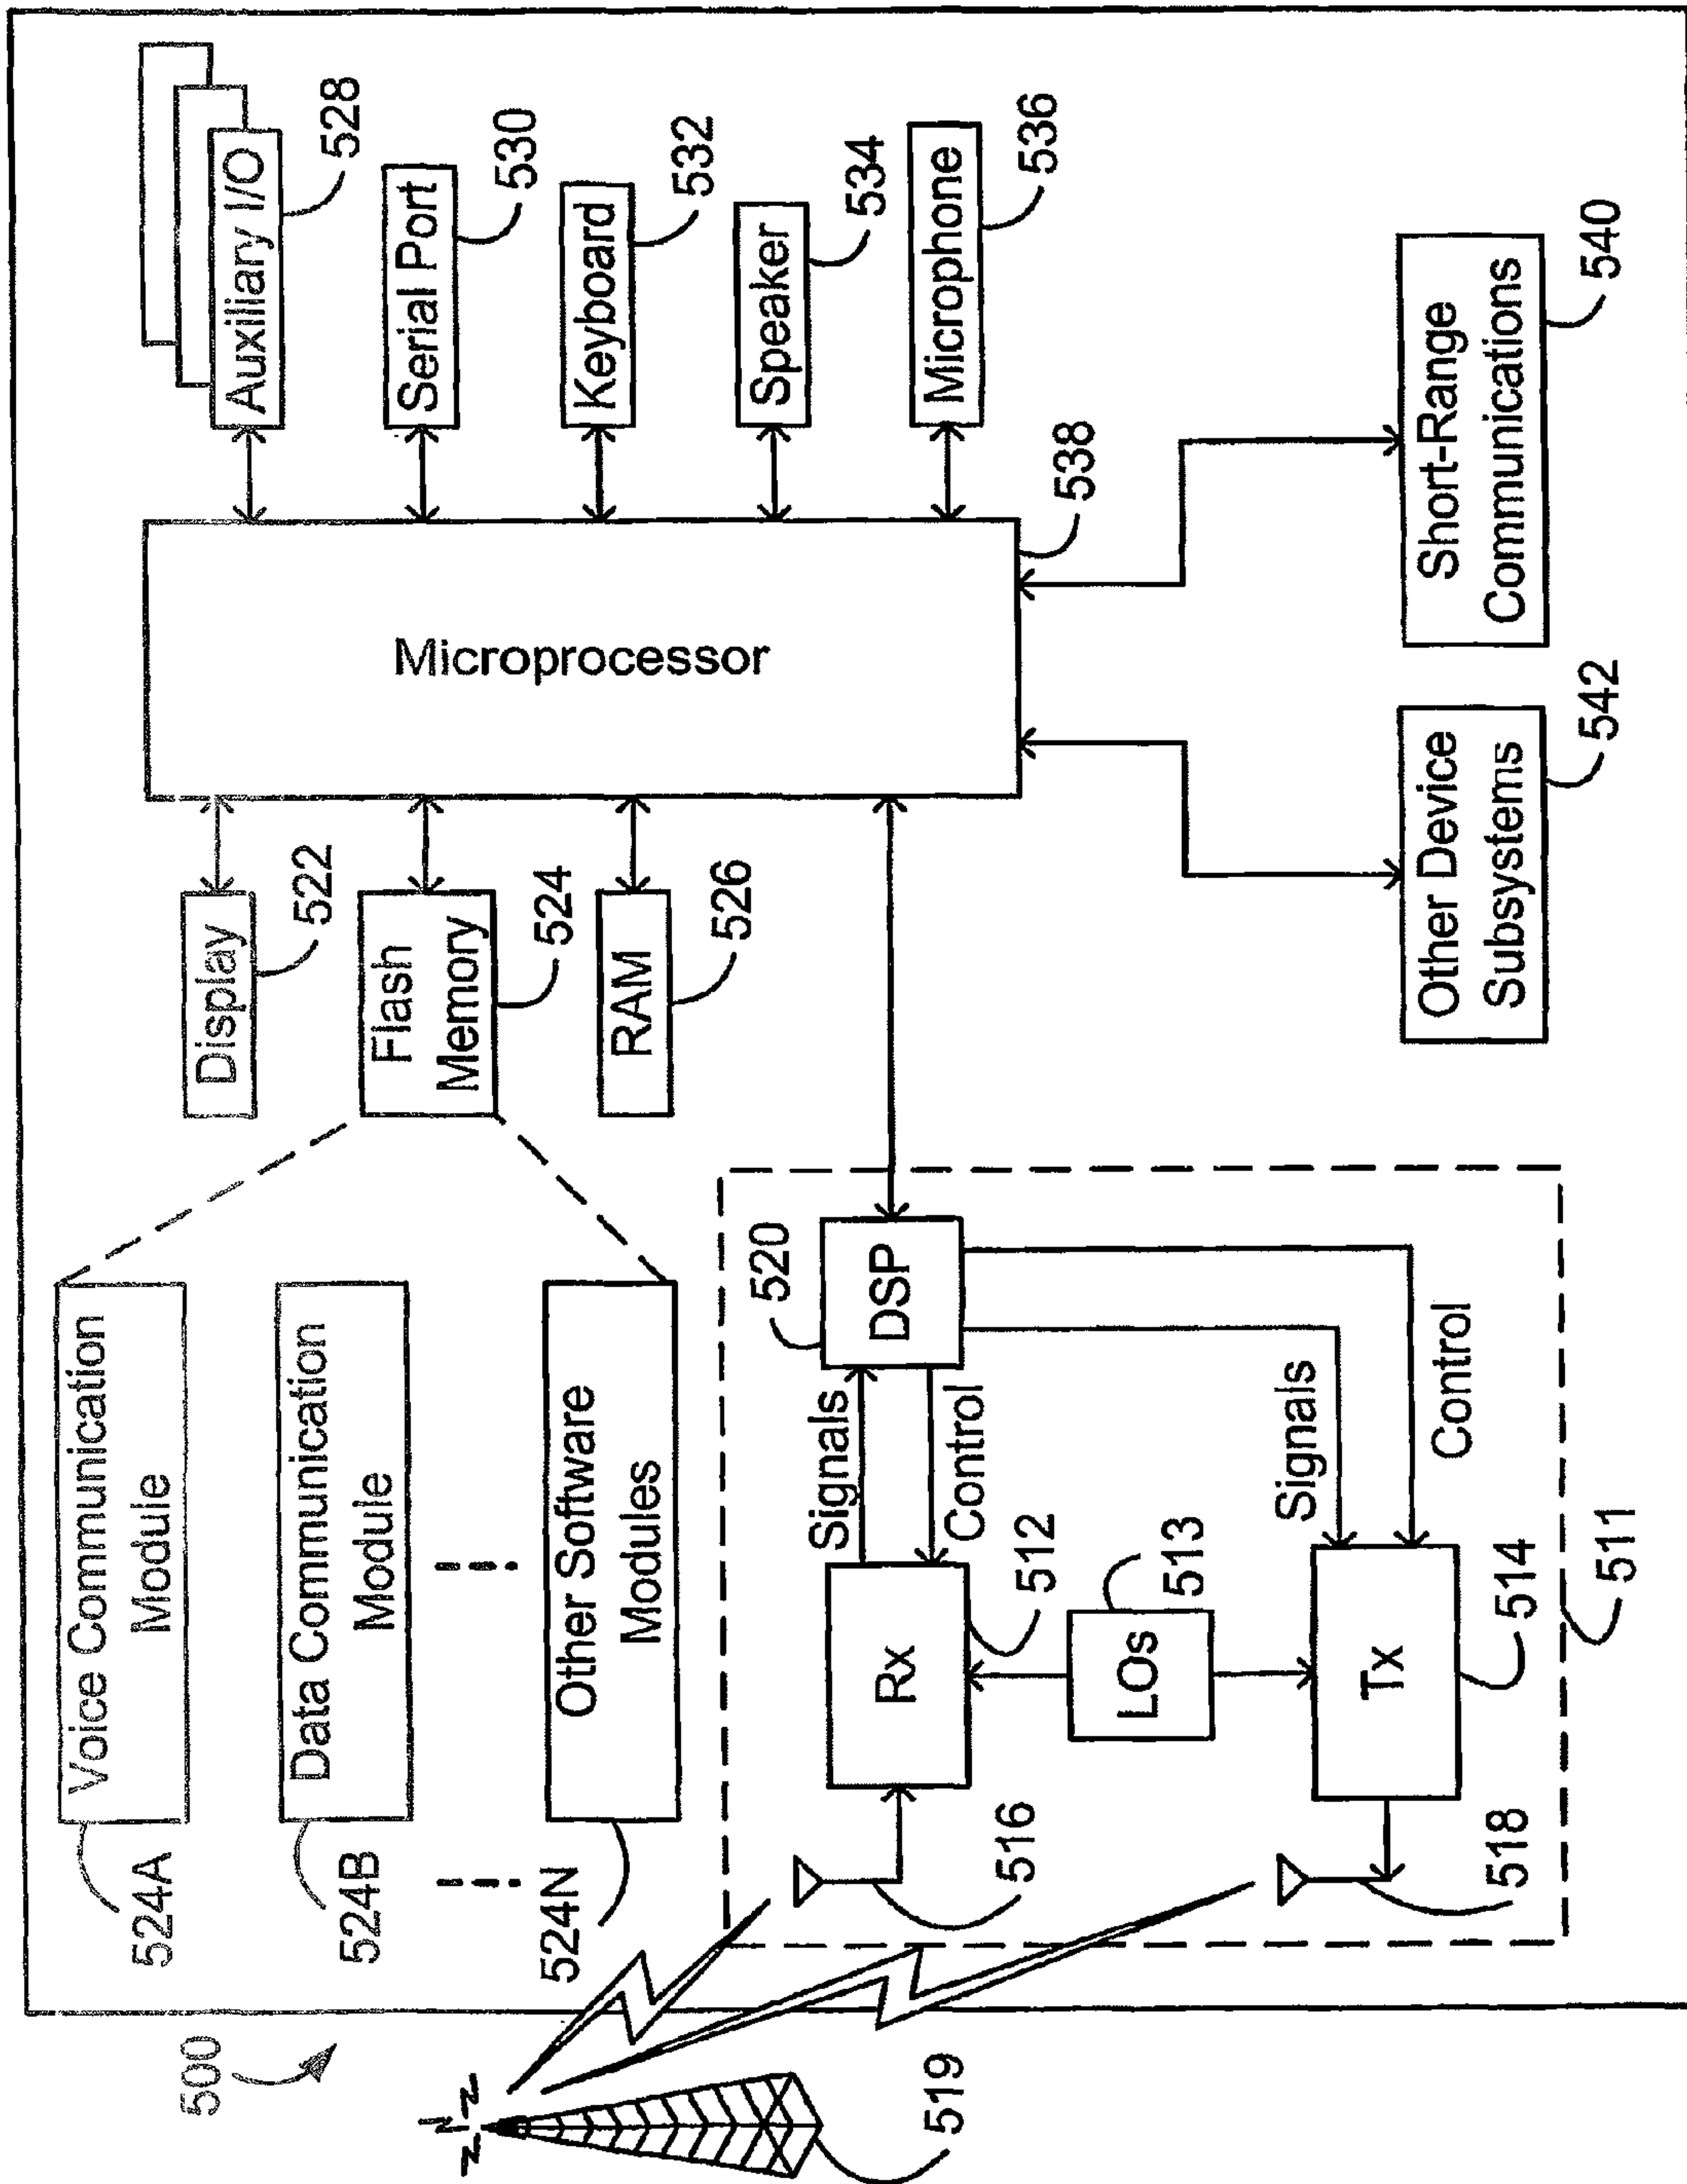 500
519
Voice Communication
Module
524A
Data Communication
Module
524B
Other Software
Modules
524N
Display
522
Flash
Memory
524
RAM
526
Microprocessor
538
Auxiliary I/O
528
Serial Port
530
Keyboard
532
Speaker
534
Microphone
536
Short-Range
Communications
540
Other Device
Subsystems
542
DSP
520
Signals
Control
Rx
512
LOs
513
Signals
Control
Tx
514
516
518
511